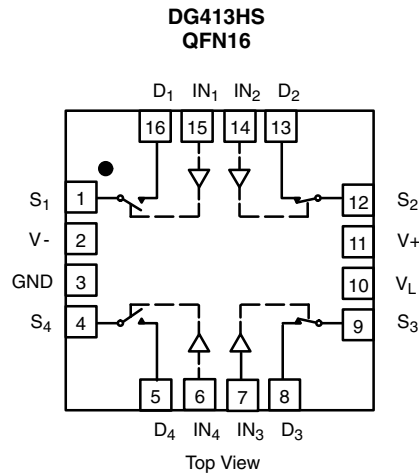 DG413HS
QFN16
D1 IN1 IN2 D2
16 15 14 13
S1 1 12 S2
V- 2 11 V+
GND 3 10 VL
S4 4 9 S3
5 6 7 8
D4 IN4 IN3 D3
Top View